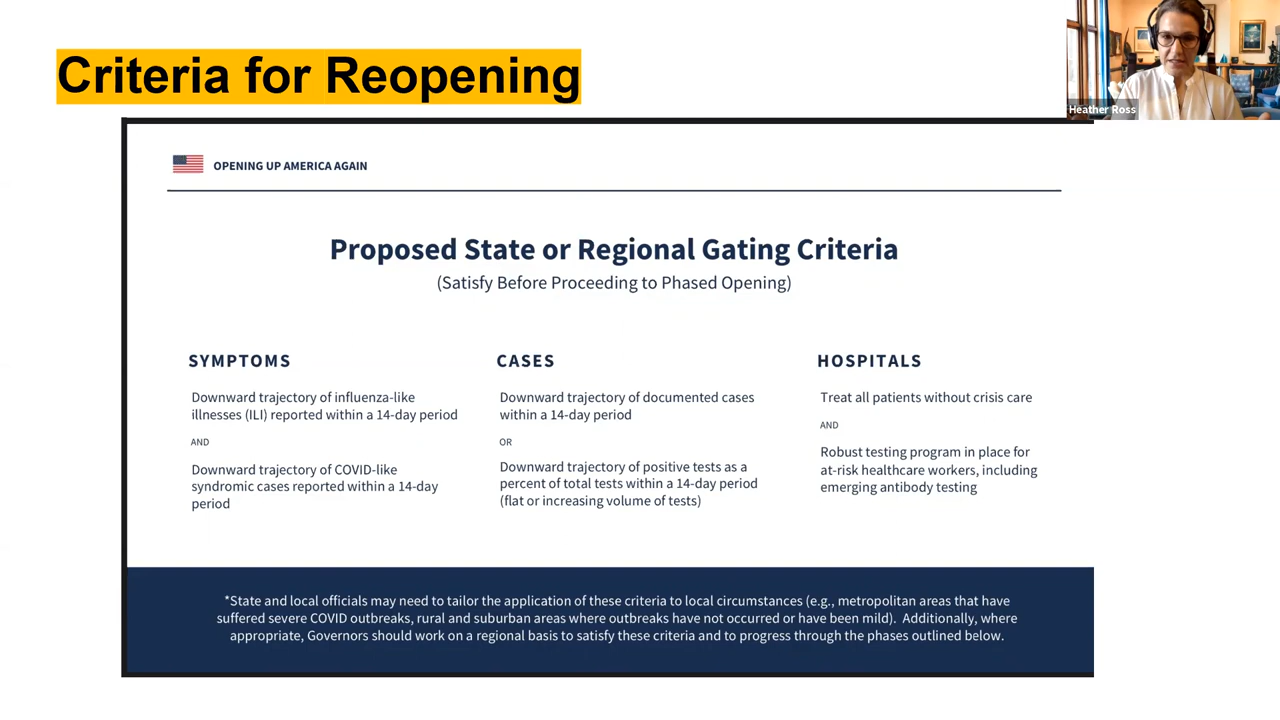 Criteria for Reopening
Heather Ross
OPENING UP AMERICA AGAIN
Proposed State or Regional Gating Criteria
(Satisfy Before Proceeding to Phased Opening)
SYMPTOMS
Downward trajectory of influenza-like
illnesses (ILI) reported within a 14-day period
AND
Downward trajectory of COVID-like
syndromic cases reported within a 14-day
period
CASES
Downward trajectory of documented cases
within a 14-day period
OR
Downward trajectory of positive tests as a
percent of total tests within a 14-day period
(flat or increasing volume of tests)
HOSPITALS
Treat all patients without crisis care
AND
Robust testing program in place for
at-risk healthcare workers, including
emerging antibody testing
*State and local officials may need to tailor the application of these criteria to local circumstances (e.g., metropolitan areas that have
suffered severe COVID outbreaks, rural and suburban areas where outbreaks have not occurred or have been mild).  Additionally, where
appropriate, Governors should work on a regional basis to satisfy these criteria and to progress through the phases outlined below.